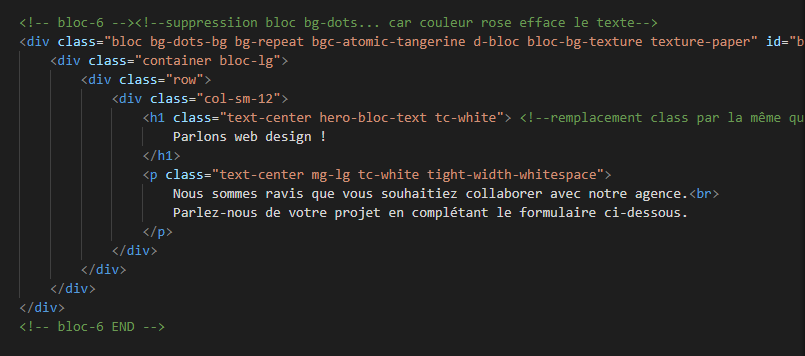 <!-- bloc-6 --><!--suppressiion bloc bg-dots... car couleur rose efface le texte-->
<div class="bloc bg-dots-bg bg-repeat bgc-atomic-tangerine d-bloc bloc-bg-texture texture-paper" id="b
<div class="container bloc-lg">
<div class="row">
<div class="col-sm-12">
<h1 class="text-center hero-bloc-text tc-white"> <!--remplacement class par la même qu
Parlons web design !
</h1>
<p class="text-center mg-lg tc-white tight-width-whitespace">
Nous sommes ravis que vous souhaitiez collaborer avec notre agence.<br>
Parlez-nous de votre projet en complétant le formulaire ci-dessous.
</p>
</div>
</div>
</div>
</div>
<!-- bloc-6 END -->